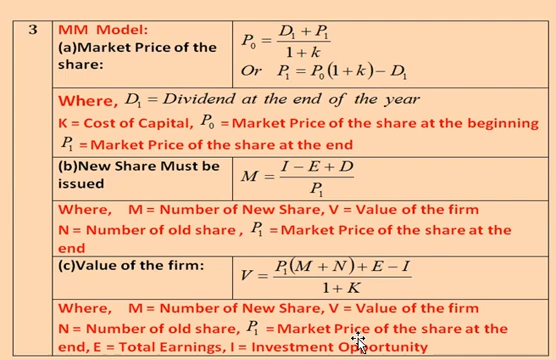 3 MM Model:
(a)Market Price of the share:
P₀ = (D₁ + P₁) / (1 + k)
Or P₁ = P₀(1 + k) − D₁
Where, D₁ = Dividend at the end of the year
K = Cost of Capital, P₀ = Market Price of the share at the beginning
P₁ = Market Price of the share at the end
(b)New Share Must be issued
M = (I − E + D) / P₁
Where, M = Number of New Share, V = Value of the firm
N = Number of old share , P₁ = Market Price of the share at the
end
(c)Value of the firm:
V = (P₁(M + N) + E − I) / (1 + K)
Where, M = Number of New Share, V = Value of the firm
N = Number of old share, P₁ = Market Price of the share at the
end, E = Total Earnings, I = Investment Opportunity